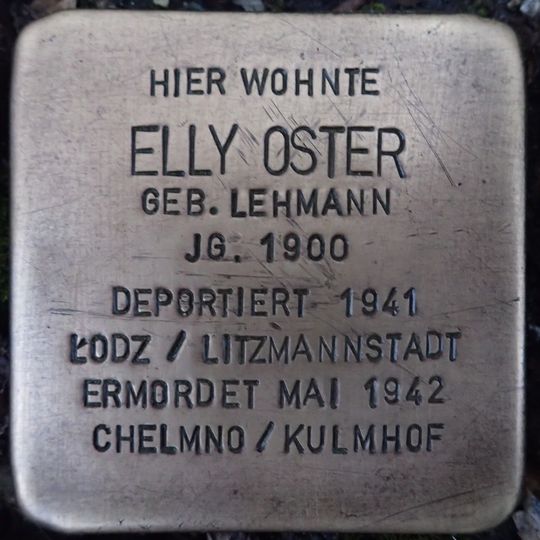 HIER WOHNTE
ELLY OSTER
GEB. LEHMANN
JG. 1900
DEPORTIERT 1941
ŁODZ / LITZMANNSTADT
ERMORDET MAI 1942
CHELMNO / KULMHOF